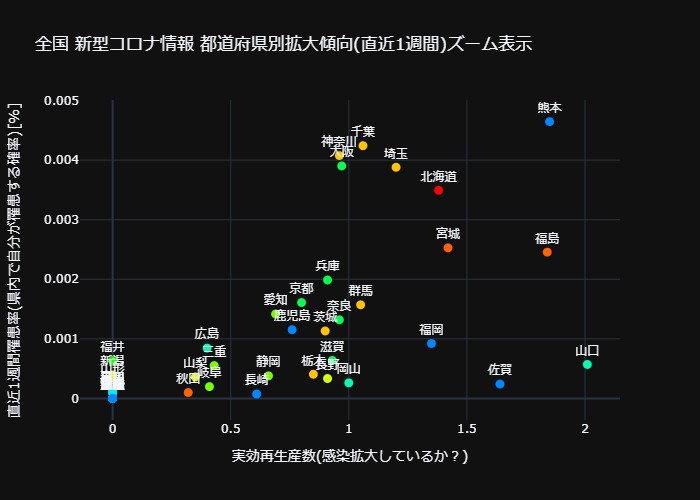 全国 新型コロナ情報 都道府県別拡大傾向(直近1週間)ズーム表示
直近1週間罹患率(県内で自分が罹患する確率)[%]
0.005
0.004
0.003
0.002
0.001
0
熊本
千葉
神奈川
大阪
埼玉
北海道
宮城
福島
兵庫
京都
群馬
愛知
奈良
鹿児島
茨城
福岡
広島
滋賀
三重
山口
福井
新潟
山形
山梨
静岡
栃木
長野
岡山
岐阜
秋田
長崎
佐賀
0
0.5
1
1.5
2
実効再生産数(感染拡大しているか？)